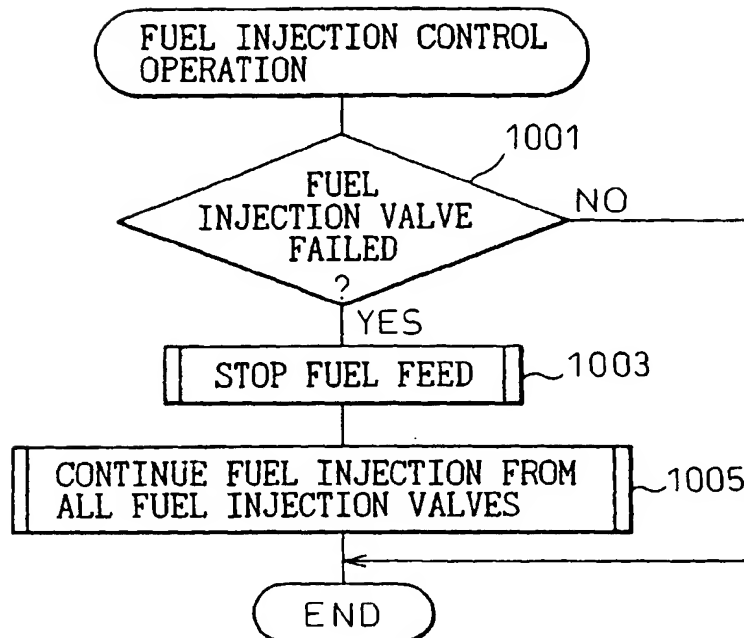 FUEL INJECTION CONTROL
OPERATION
1001
FUEL
INJECTION VALVE
FAILED
?
NO
YES
STOP FUEL FEED
1003
CONTINUE FUEL INJECTION FROM
ALL FUEL INJECTION VALVES
1005
END